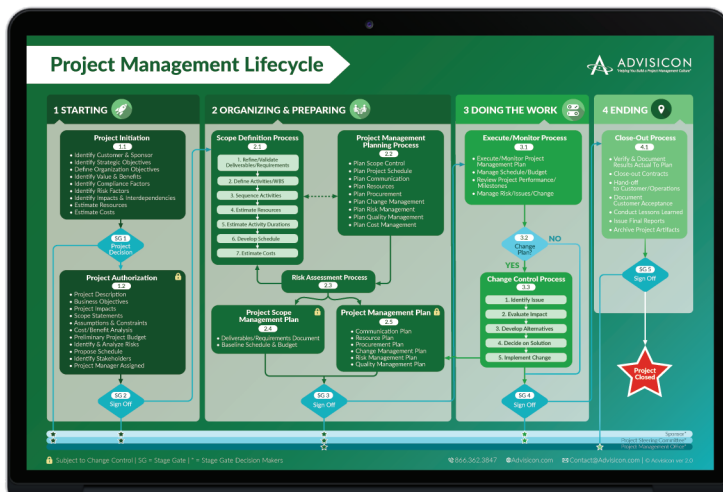 Project Management Lifecycle
ADVISICON
"Helping You Build a Project Management Culture"
1 STARTING
Project Initiation
1.1
• Identify Customer & Sponsor
• Identify Strategic Objectives
• Define Organization Objectives
• Identify Value & Benefits
• Identify Compliance Factors
• Identify Risk Factors
• Identify Impacts & Interdependencies
• Estimate Resources
• Estimate Costs
SG 1
Project
Decision
Project Authorization
1.2
• Project Description
• Business Objectives
• Project Impacts
• Scope Statements
• Assumptions & Constraints
• Cost/Benefit Analysis
• Preliminary Project Budget
• Identify & Analyze Risks
• Propose Schedule
• Identify Stakeholders
• Project Manager Assigned
SG 2
Sign Off
2 ORGANIZING & PREPARING
Scope Definition Process
2.1
1. Refine/Validate
Deliverables/Requirements
2. Define Activities/WBS
3. Sequence Activities
4. Estimate Resources
5. Estimate Activity Durations
6. Develop Schedule
7. Estimate Costs
Project Management
Planning Process
2.2
• Plan Scope Control
• Plan Project Schedule
• Plan Communication
• Plan Resources
• Plan Procurement
• Plan Change Management
• Plan Risk Management
• Plan Quality Management
• Plan Cost Management
Risk Assessment Process
2.3
Project Scope
Management Plan
2.4
• Deliverables/Requirements Document
• Baseline Schedule & Budget
Project Management Plan
2.5
• Communication Plan
• Resource Plan
• Procurement Plan
• Change Management Plan
• Risk Management Plan
• Quality Management Plan
SG 3
Sign Off
3 DOING THE WORK
Execute/Monitor Process
3.1
• Execute/Monitor Project
Management Plan
• Manage Schedule/Budget
• Review Project Performance/
Milestones
• Manage Risk/Issues/Change
3.2
Change
Plan?
NO
YES
Change Control Process
3.3
1. Identify Issue
2. Evaluate Impact
3. Develop Alternatives
4. Decide on Solution
5. Implement Change
SG 4
Sign Off
4 ENDING
Close-Out Process
4.1
• Verify & Document
Results Actual To Plan
• Close-out Contracts
• Hand-off
to Customer/Operations
• Document
Customer Acceptance
• Conduct Lessons Learned
• Issue Final Reports
• Archive Project Artifacts
SG 5
Sign Off
Project
Closed
Sponsor*
Project Steering Committee*
Project Management Office*
Subject to Change Control | SG = Stage Gate | * = Stage Gate Decision Makers
866.362.3847 @Advisicon.com | Contact@Advisicon.com | © Advisicon ver 2.0